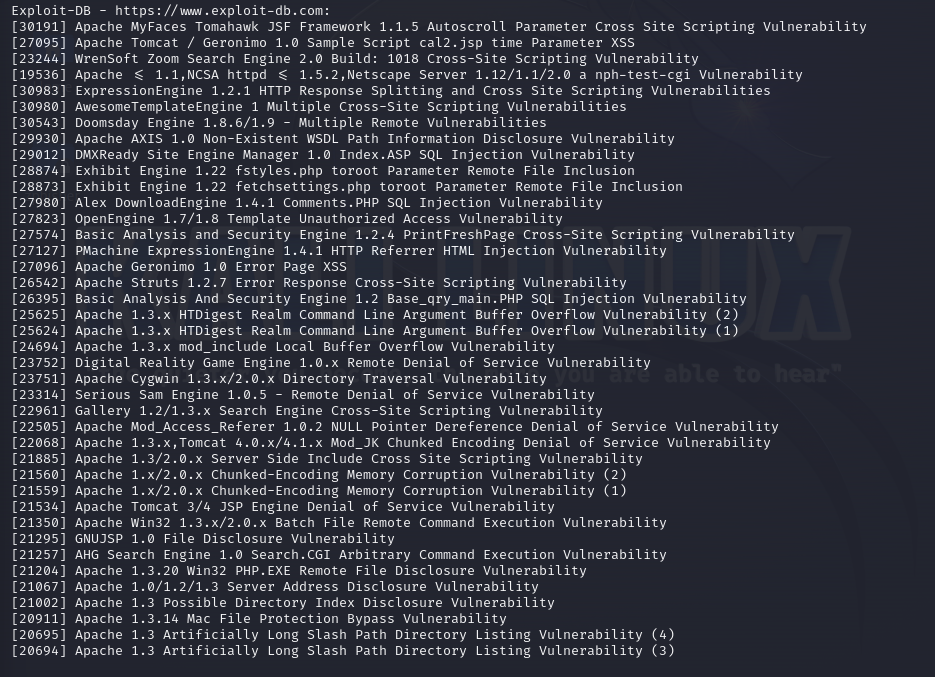 Exploit-DB - https://www.exploit-db.com:
[30191] Apache MyFaces Tomahawk JSF Framework 1.1.5 Autoscroll Parameter Cross Site Scripting Vulnerability
[27095] Apache Tomcat / Geronimo 1.0 Sample Script cal2.jsp time Parameter XSS
[23244] WrenSoft Zoom Search Engine 2.0 Build: 1018 Cross-Site Scripting Vulnerability
[19536] Apache ≤ 1.1,NCSA httpd ≤ 1.5.2,Netscape Server 1.12/1.1/2.0 a nph-test-cgi Vulnerability
[30983] ExpressionEngine 1.2.1 HTTP Response Splitting and Cross Site Scripting Vulnerabilities
[30980] AwesomeTemplateEngine 1 Multiple Cross-Site Scripting Vulnerabilities
[30543] Doomsday Engine 1.8.6/1.9 - Multiple Remote Vulnerabilities
[29930] Apache AXIS 1.0 Non-Existent WSDL Path Information Disclosure Vulnerability
[29012] DMXReady Site Engine Manager 1.0 Index.ASP SQL Injection Vulnerability
[28874] Exhibit Engine 1.22 fstyles.php toroot Parameter Remote File Inclusion
[28873] Exhibit Engine 1.22 fetchsettings.php toroot Parameter Remote File Inclusion
[27980] Alex DownloadEngine 1.4.1 Comments.PHP SQL Injection Vulnerability
[27823] OpenEngine 1.7/1.8 Template Unauthorized Access Vulnerability
[27574] Basic Analysis and Security Engine 1.2.4 PrintFreshPage Cross-Site Scripting Vulnerability
[27127] PMachine ExpressionEngine 1.4.1 HTTP Referrer HTML Injection Vulnerability
[27096] Apache Geronimo 1.0 Error Page XSS
[26542] Apache Struts 1.2.7 Error Response Cross-Site Scripting Vulnerability
[26395] Basic Analysis And Security Engine 1.2 Base_qry_main.PHP SQL Injection Vulnerability
[25625] Apache 1.3.x HTDigest Realm Command Line Argument Buffer Overflow Vulnerability (2)
[25624] Apache 1.3.x HTDigest Realm Command Line Argument Buffer Overflow Vulnerability (1)
[24694] Apache 1.3.x mod_include Local Buffer Overflow Vulnerability
[23752] Digital Reality Game Engine 1.0.x Remote Denial of Service Vulnerability
[23751] Apache Cygwin 1.3.x/2.0.x Directory Traversal Vulnerability
you are able to hear"
[23314] Serious Sam Engine 1.0.5 - Remote Denial of Service Vulnerability
[22961] Gallery 1.2/1.3.x Search Engine Cross-Site Scripting Vulnerability
[22505] Apache Mod_Access_Referer 1.0.2 NULL Pointer Dereference Denial of Service Vulnerability
[22068] Apache 1.3.x,Tomcat 4.0.x/4.1.x Mod_JK Chunked Encoding Denial of Service Vulnerability
[21885] Apache 1.3/2.0.x Server Side Include Cross Site Scripting Vulnerability
[21560] Apache 1.x/2.0.x Chunked-Encoding Memory Corruption Vulnerability (2)
[21559] Apache 1.x/2.0.x Chunked-Encoding Memory Corruption Vulnerability (1)
[21534] Apache Tomcat 3/4 JSP Engine Denial of Service Vulnerability
[21350] Apache Win32 1.3.x/2.0.x Batch File Remote Command Execution Vulnerability
[21295] GNUJSP 1.0 File Disclosure Vulnerability
[21257] AHG Search Engine 1.0 Search.CGI Arbitrary Command Execution Vulnerability
[21204] Apache 1.3.20 Win32 PHP.EXE Remote File Disclosure Vulnerability
[21067] Apache 1.0/1.2/1.3 Server Address Disclosure Vulnerability
[21002] Apache 1.3 Possible Directory Index Disclosure Vulnerability
[20911] Apache 1.3.14 Mac File Protection Bypass Vulnerability
[20695] Apache 1.3 Artificially Long Slash Path Directory Listing Vulnerability (4)
[20694] Apache 1.3 Artificially Long Slash Path Directory Listing Vulnerability (3)